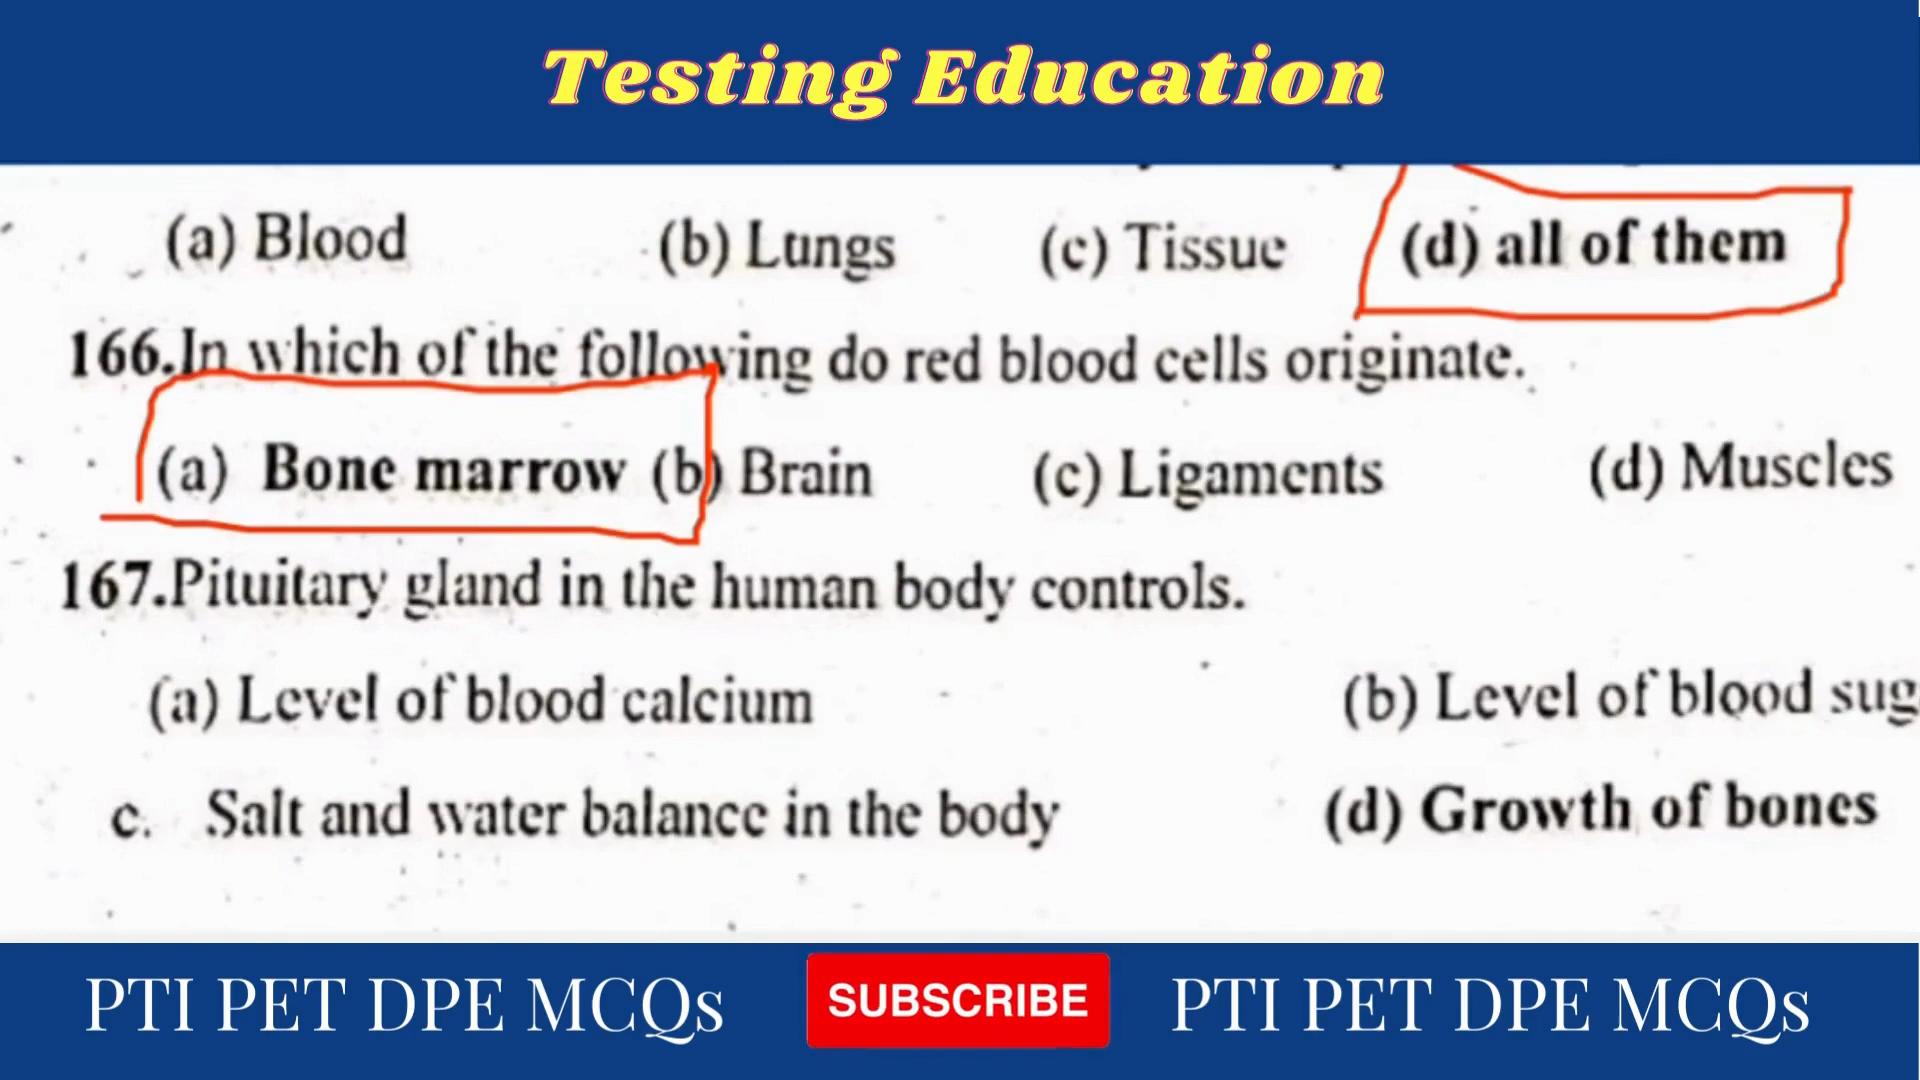 Testing Education
(a) Blood (b) Lungs (c) Tissue (d) all of them
166.In which of the following do red blood cells originate.
(a) Bone marrow (b) Brain (c) Ligaments (d) Muscles
167.Pituitary gland in the human body controls.
(a) Level of blood calcium (b) Level of blood sug
c. Salt and water balance in the body (d) Growth of bones
PTI PET DPE MCQs SUBSCRIBE PTI PET DPE MCQs